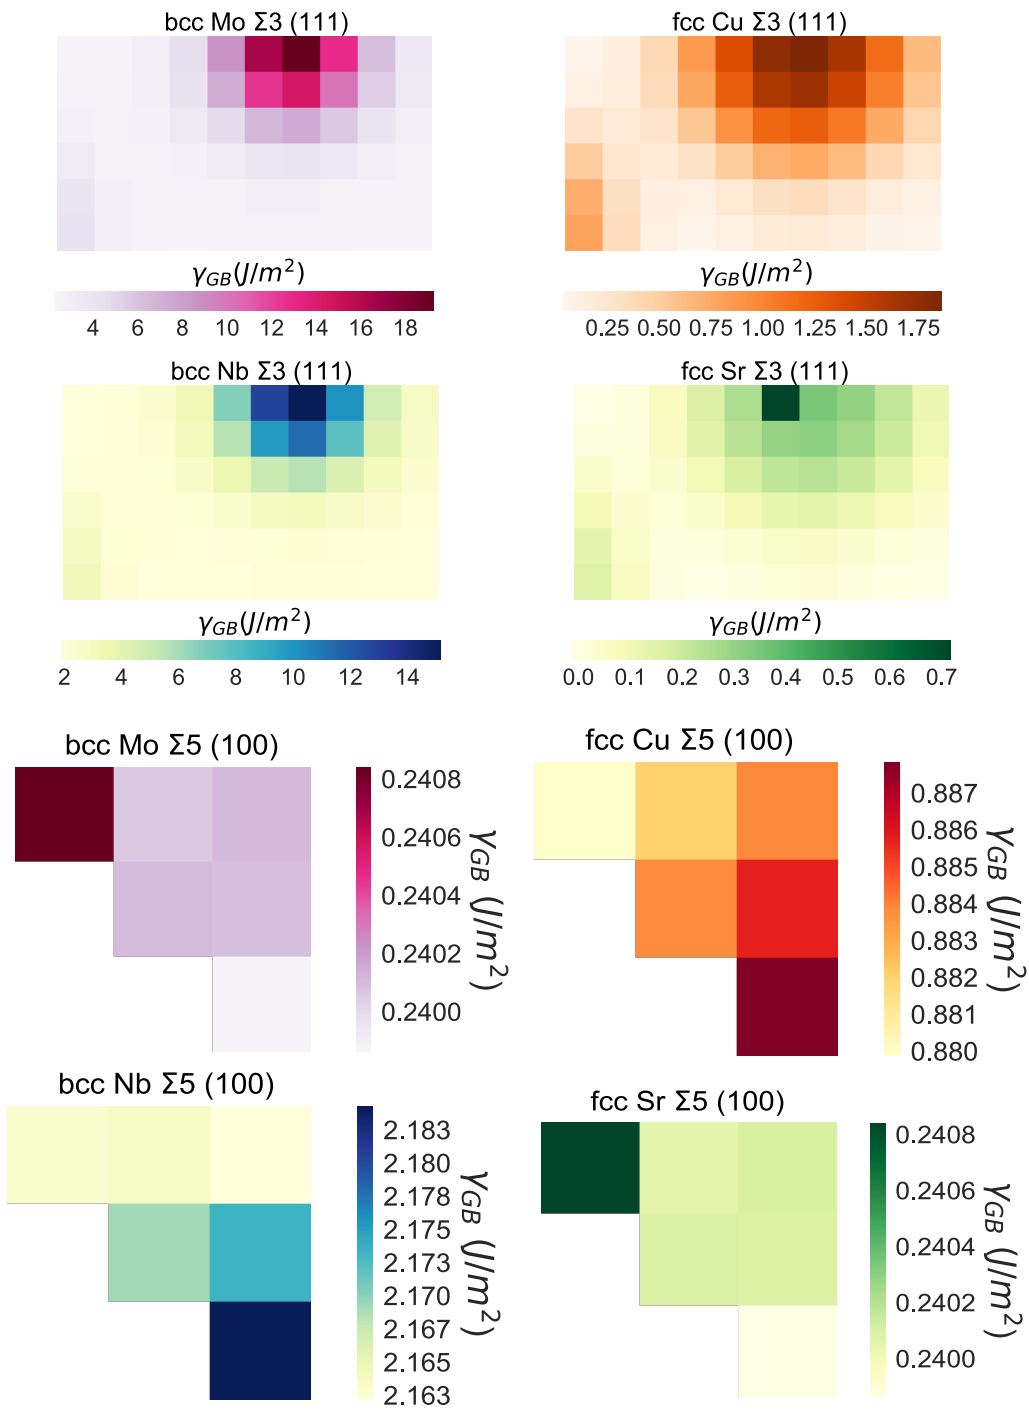 bcc Mo Σ3 (111)
γGB(J/m²)
4 6 8 10 12 14 16 18
fcc Cu Σ3 (111)
γGB(J/m²)
0.25 0.50 0.75 1.00 1.25 1.50 1.75
bcc Nb Σ3 (111)
γGB(J/m²)
2 4 6 8 10 12 14
fcc Sr Σ3 (111)
γGB(J/m²)
0.0 0.1 0.2 0.3 0.4 0.5 0.6 0.7
bcc Mo Σ5 (100)
0.2408
0.2406
0.2404
0.2402
0.2400
γGB (J/m²)
fcc Cu Σ5 (100)
0.887
0.886
0.885
0.884
0.883
0.882
0.881
0.880
γGB (J/m²)
bcc Nb Σ5 (100)
2.183
2.180
2.178
2.175
2.173
2.170
2.167
2.165
2.163
γGB (J/m²)
fcc Sr Σ5 (100)
0.2408
0.2406
0.2404
0.2402
0.2400
γGB (J/m²)